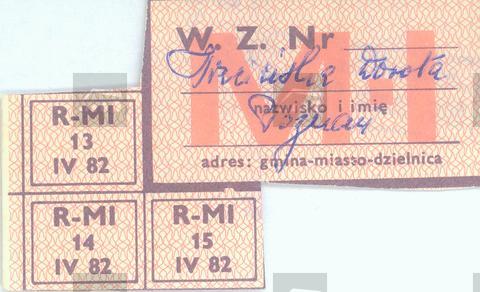 W. Z. Nr
Dorota
nazwisko i imię
Poznań
adres: gmina-miasto-dzielnica
MI
R-MI
13
IV 82
R-MI
14
IV 82
R-MI
15
IV 82